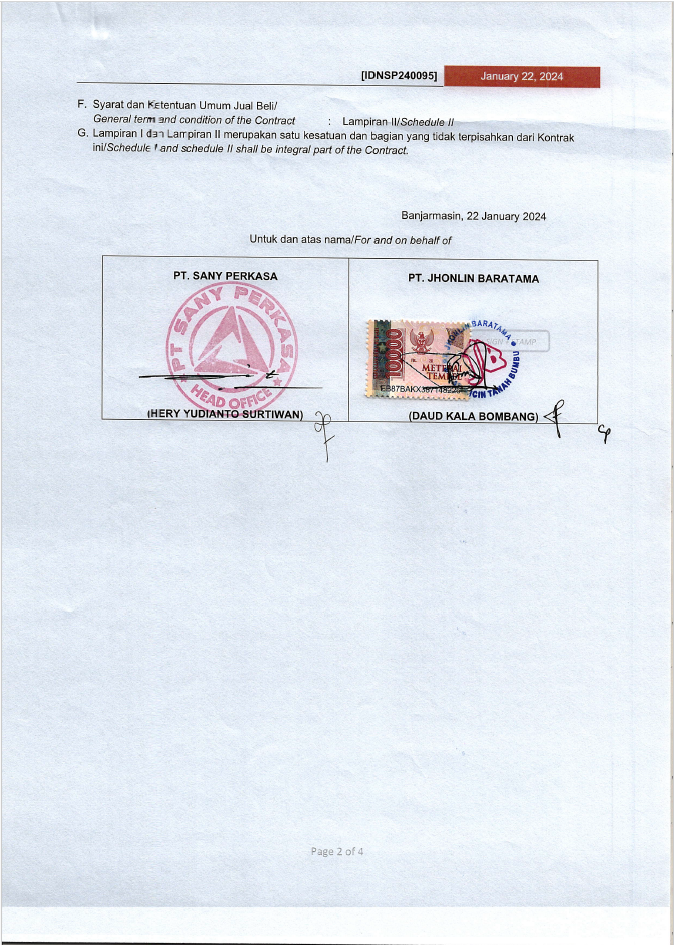 [IDNSP240095] January 22, 2024
F. Syarat dan Ketentuan Umum Jual Beli/
General term and condition of the Contract : Lampiran II/Schedule II
G. Lampiran I dan Lampiran II merupakan satu kesatuan dan bagian yang tidak terpisahkan dari Kontrak
ini/Schedule I and schedule II shall be integral part of the Contract.
Banjarmasin, 22 January 2024
Untuk dan atas nama/For and on behalf of
PT. SANY PERKASA PT. JHONLIN BARATAMA
PT SANY PERKASA
HEAD OFFICE
10000
METERAI
TEMPEL
JHONLIN BARATAMA
TANAH BUMBU
(HERY YUDIANTO SURTIWAN) (DAUD KALA BOMBANG)
Page 2 of 4